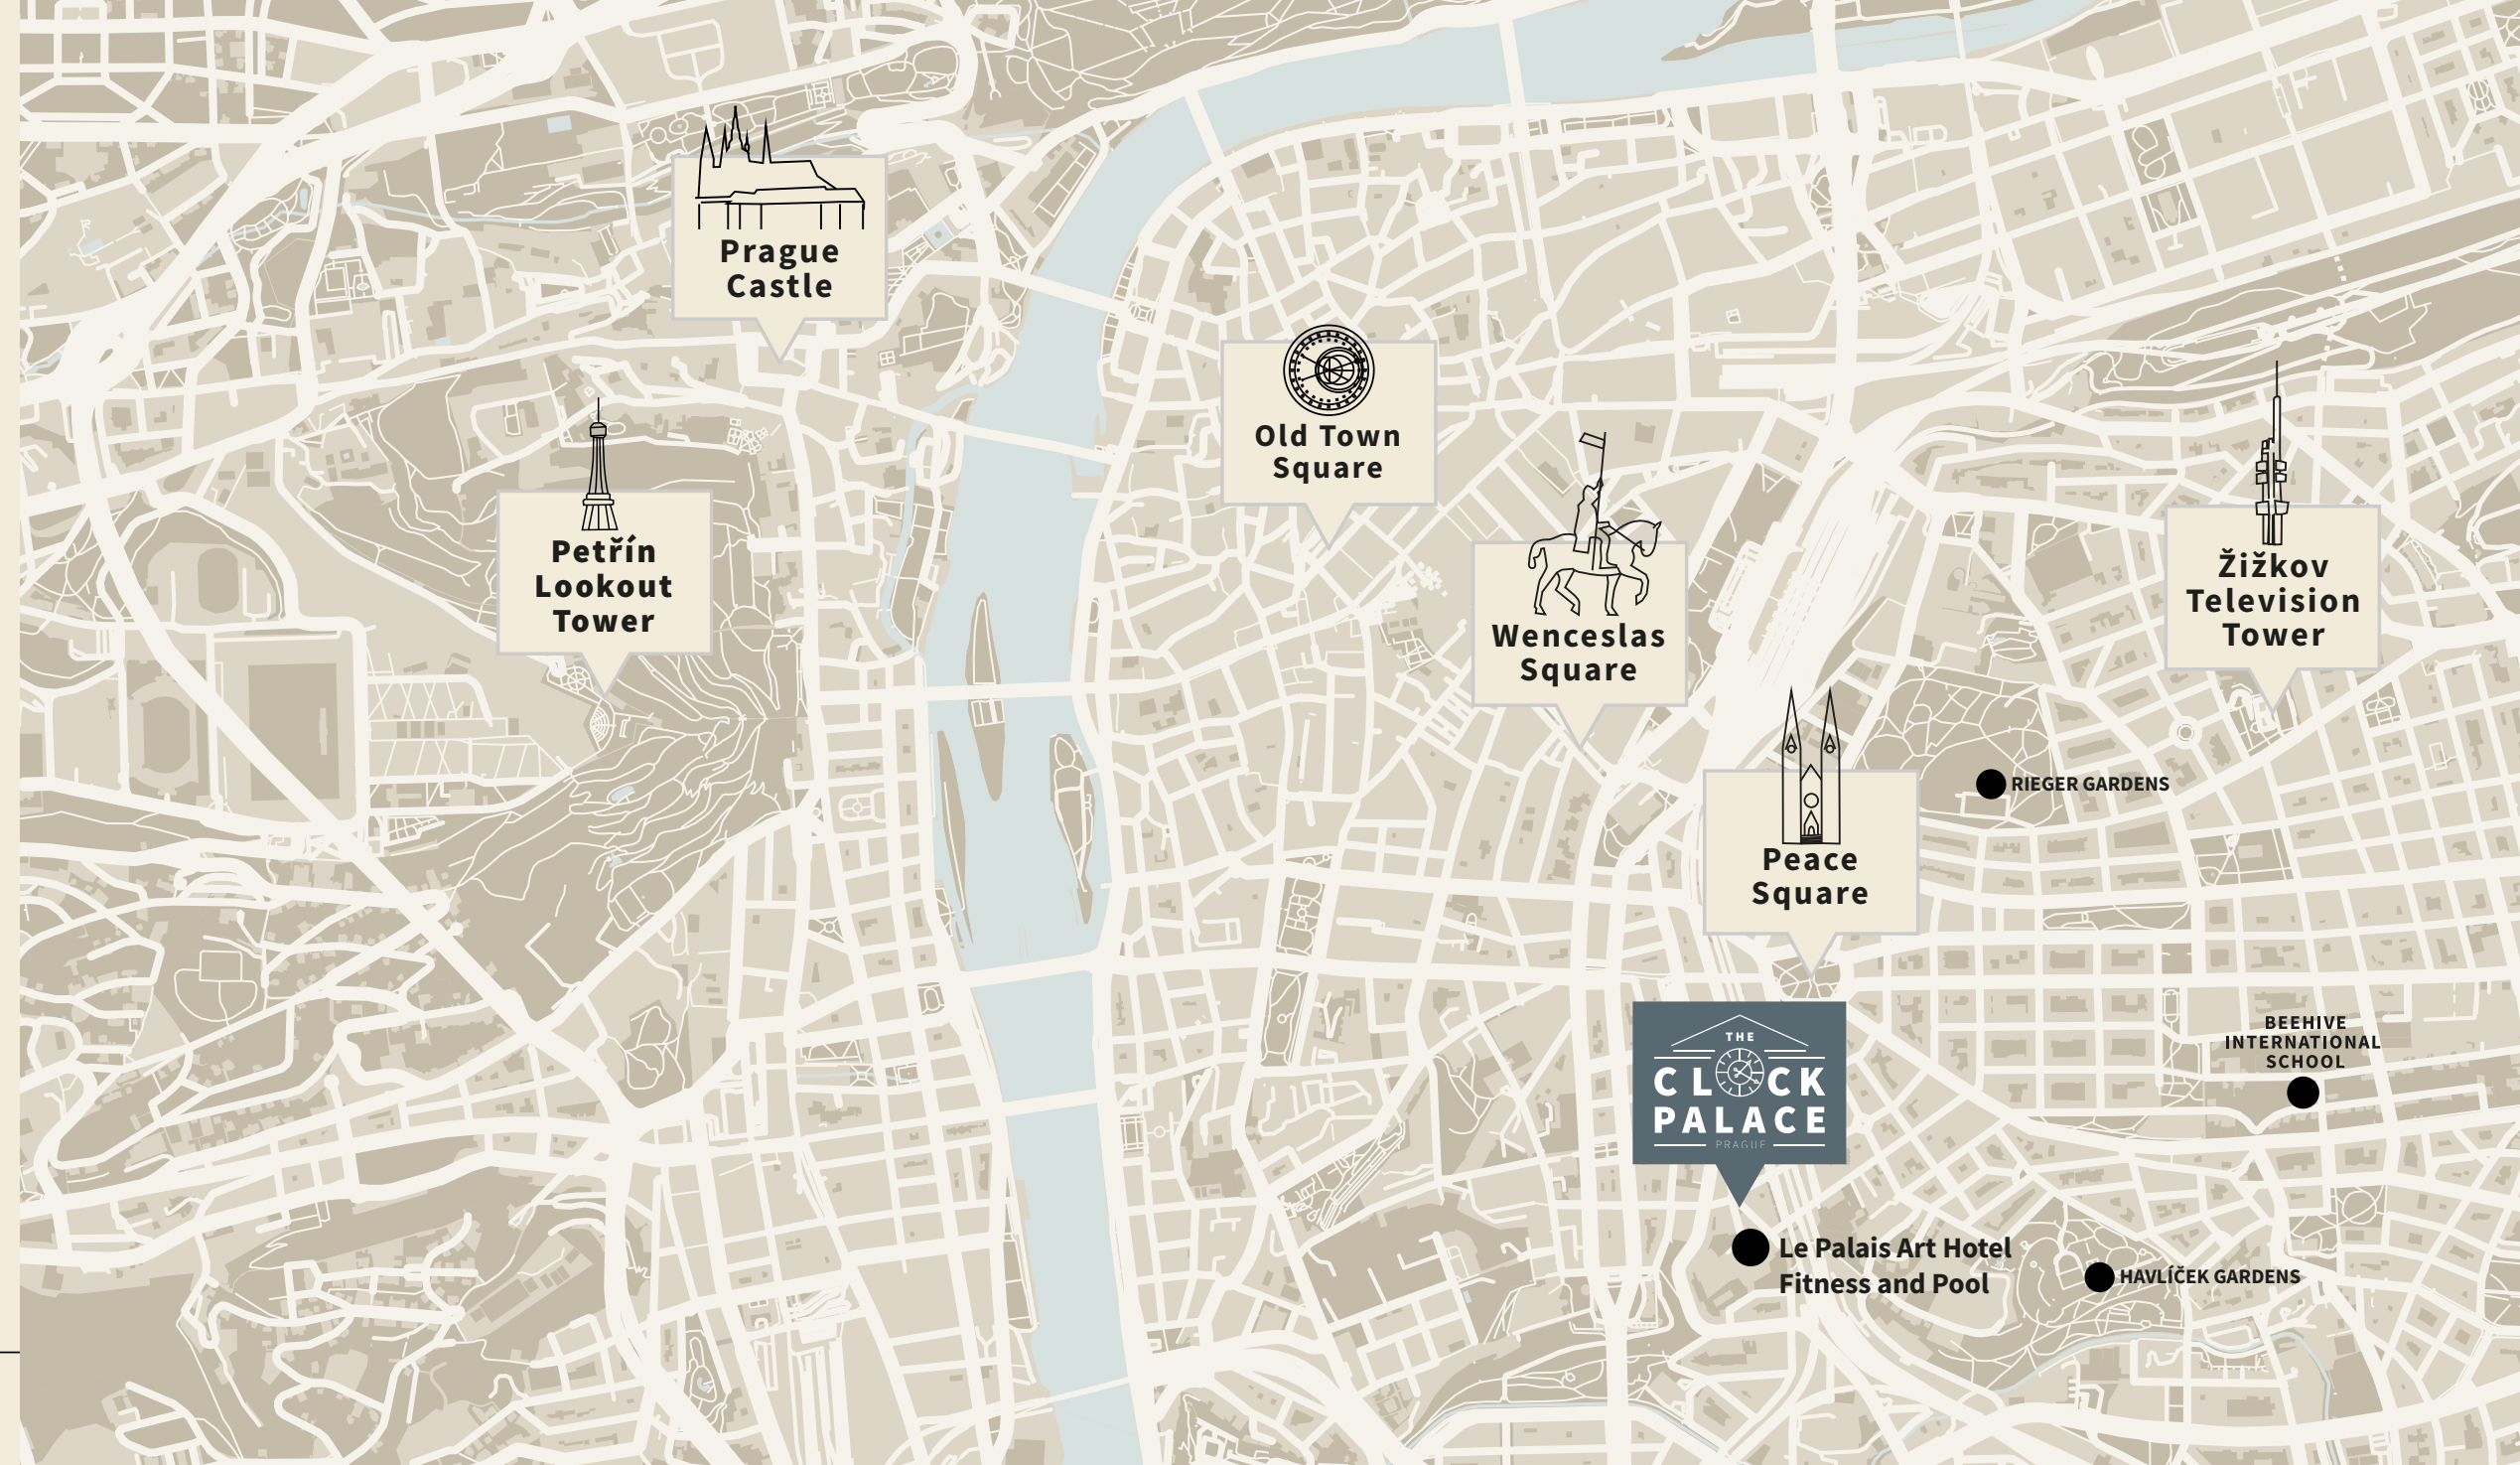 Prague
Castle
Old Town
Square
Petřín
Lookout
Tower
Wenceslas
Square
Žižkov
Television
Tower
RIEGER GARDENS
Peace
Square
THE
CLOCK
PALACE
PRAGUE
BEEHIVE
INTERNATIONAL
SCHOOL
Le Palais Art Hotel
Fitness and Pool
HAVLÍČEK GARDENS